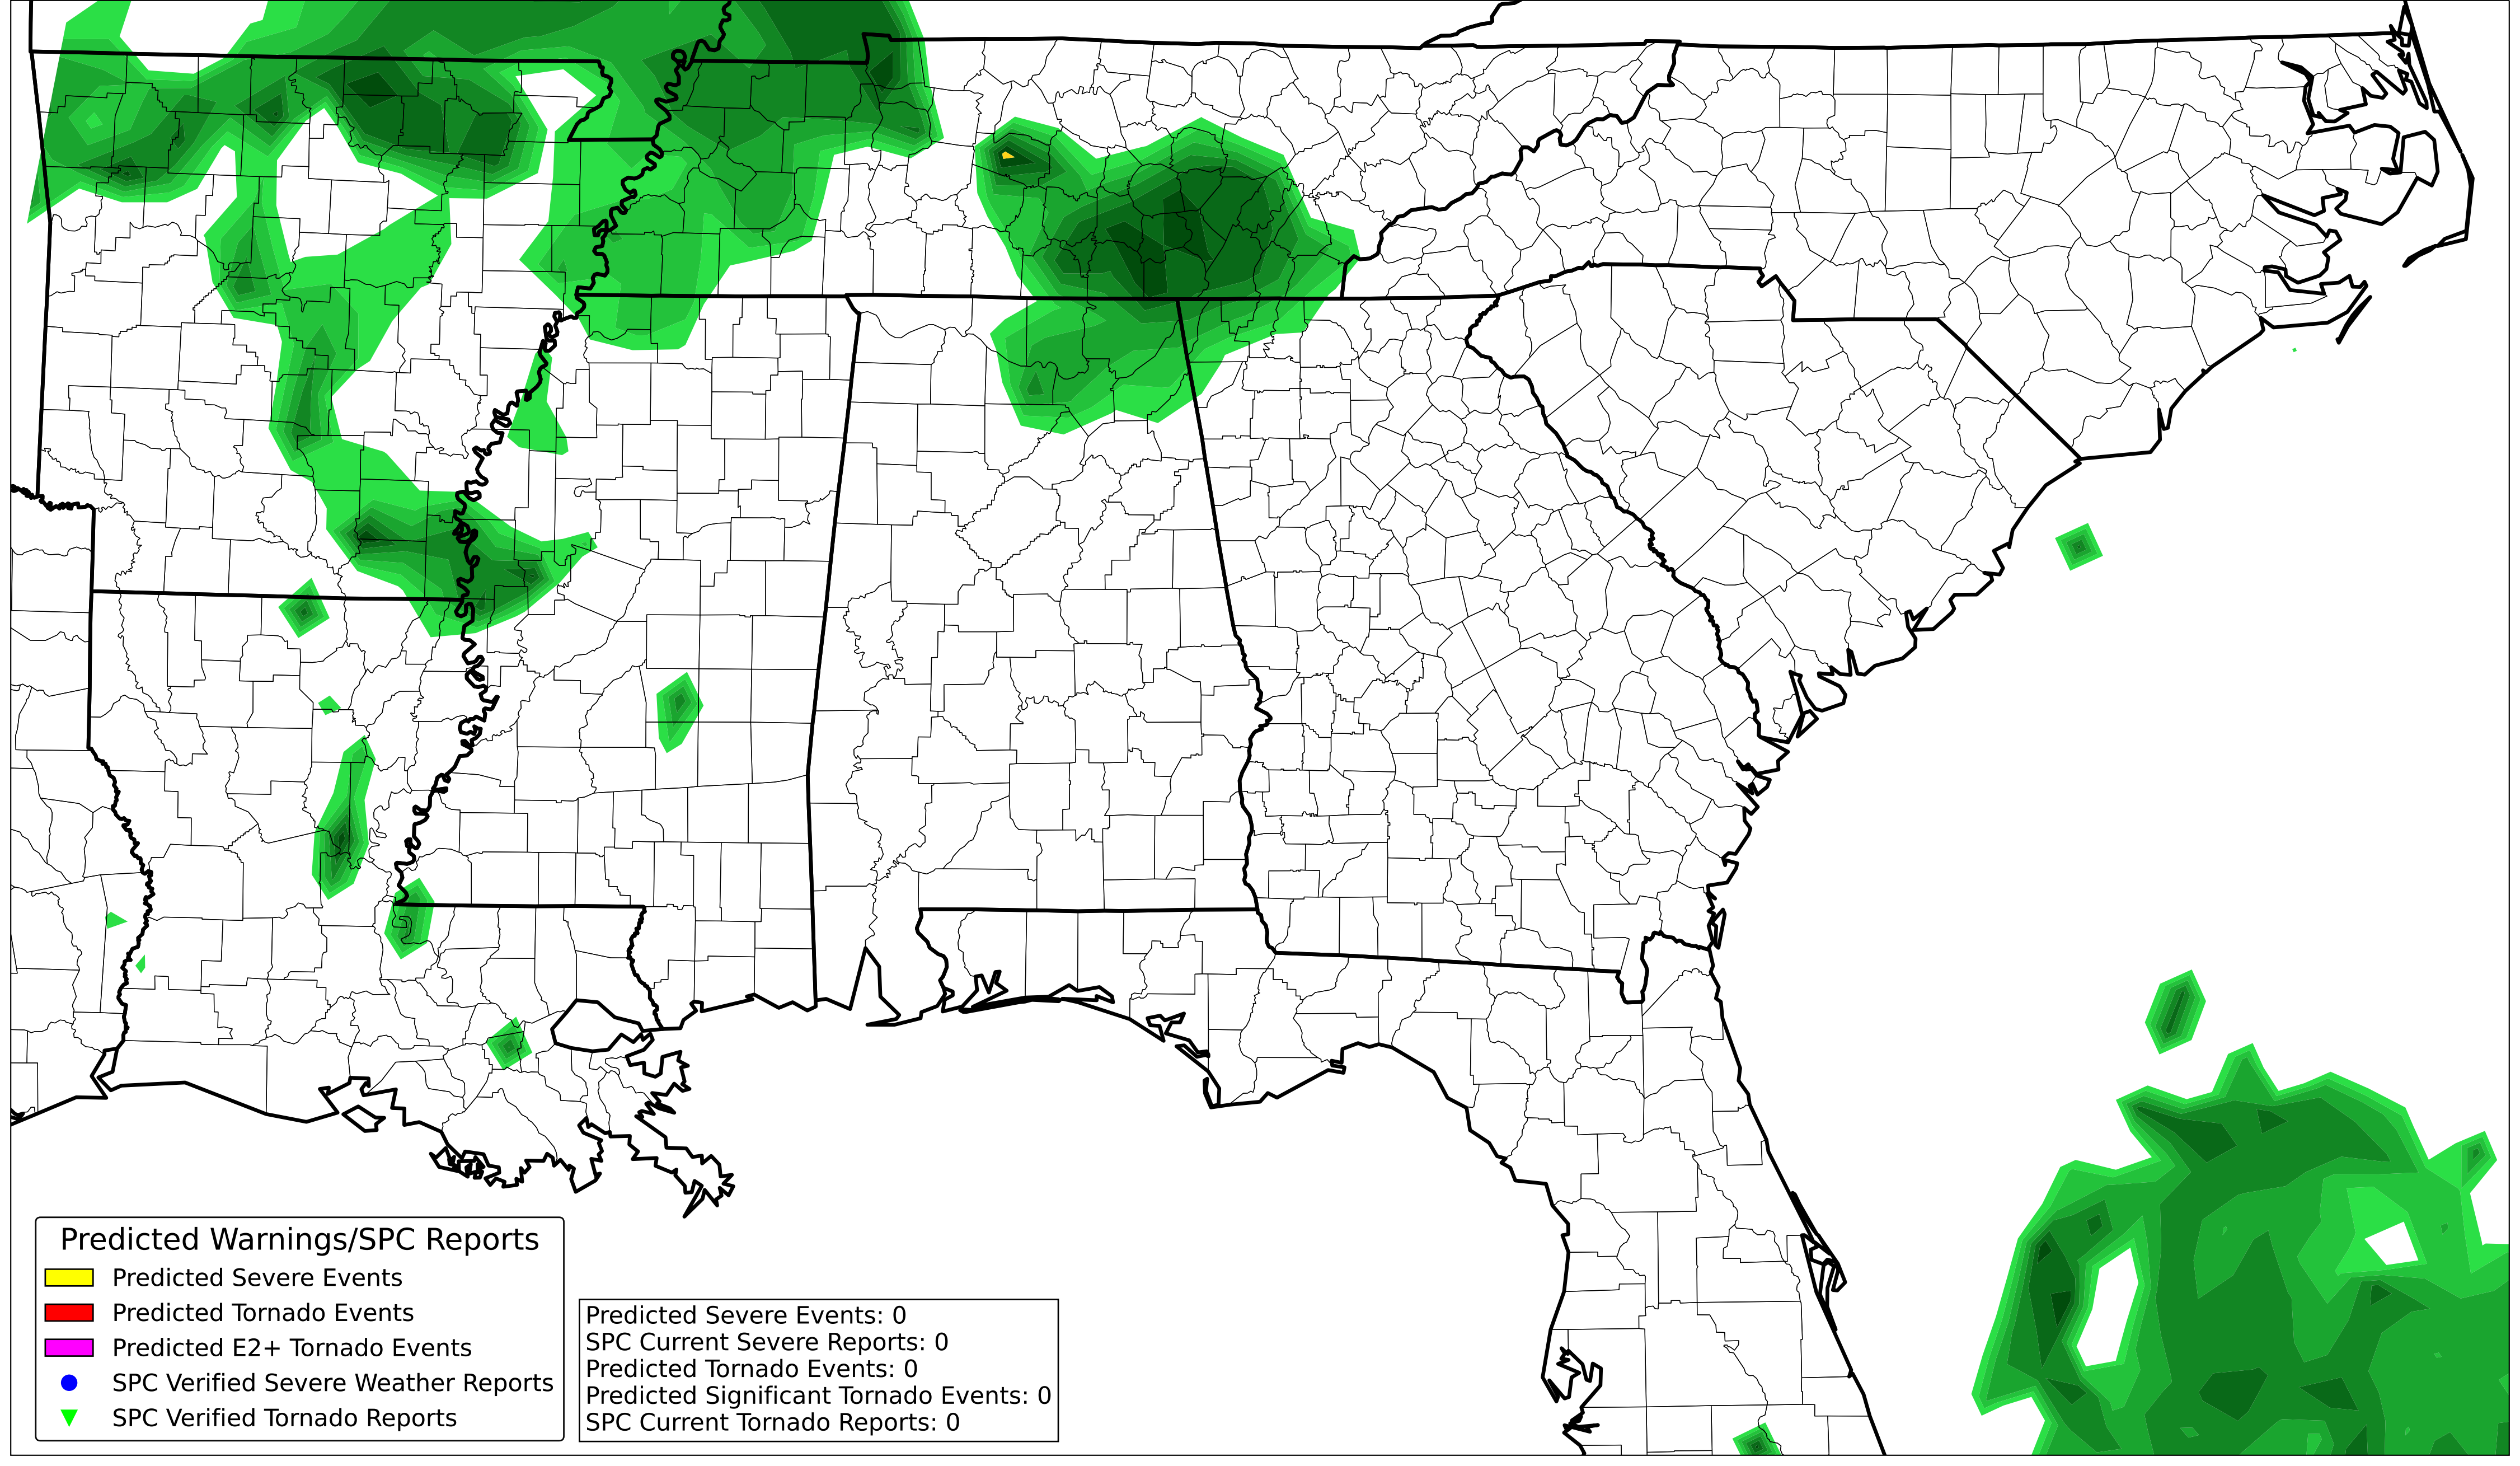 Predicted Warnings/SPC Reports
Predicted Severe Events
Predicted Tornado Events
Predicted E2+ Tornado Events
SPC Verified Severe Weather Reports
SPC Verified Tornado Reports
Predicted Severe Events: 0
SPC Current Severe Reports: 0
Predicted Tornado Events: 0
Predicted Significant Tornado Events: 0
SPC Current Tornado Reports: 0